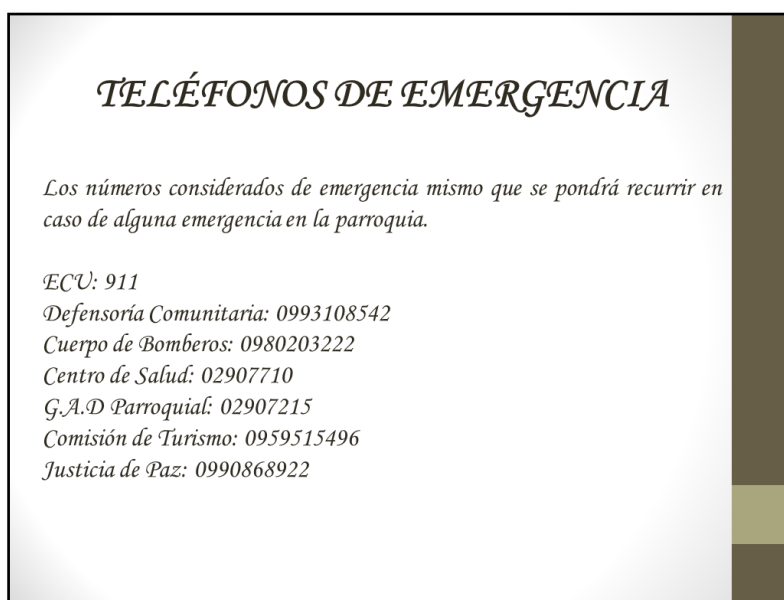 TELÉFONOS DE EMERGENCIA
Los números considerados de emergencia mismo que se pondrá recurrir en
caso de alguna emergencia en la parroquia.
ECU: 911
Defensoría Comunitaria: 0993108542
Cuerpo de Bomberos: 0980203222
Centro de Salud: 02907710
G.A.D Parroquial: 02907215
Comisión de Turismo: 0959515496
Justicia de Paz: 0990868922